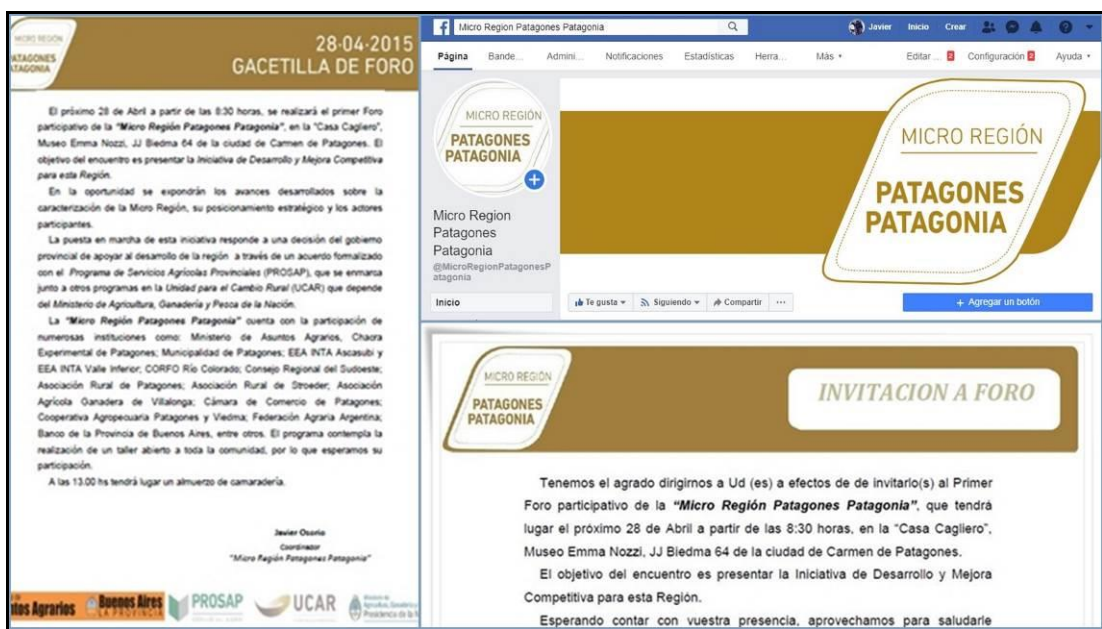 MICRO REGIÓN
PATAGONES
PATAGONIA
28·04·2015
GACETILLA DE FORO
El próximo 28 de Abril a partir de las 8:30 horas, se realizará el primer Foro
participativo de la "Micro Región Patagones Patagonia", en la "Casa Cagliero",
Museo Emma Nozzi, JJ Biedma 64 de la ciudad de Carmen de Patagones. El
objetivo del encuentro es presentar la Iniciativa de Desarrollo y Mejora Competitiva
para esta Región.
En la oportunidad se expondrán los avances desarrollados sobre la
caracterización de la Micro Región, su posicionamiento estratégico y los actores
participantes.
La puesta en marcha de esta iniciativa responde a una decisión del gobierno
provincial de apoyar al desarrollo de la región a través de un acuerdo formalizado
con el Programa de Servicios Agrícolas Provinciales (PROSAP), que se enmarca
junto a otros programas en la Unidad para el Cambio Rural (UCAR) que depende
del Ministerio de Agricultura, Ganadería y Pesca de la Nación.
La "Micro Región Patagones Patagonia" cuenta con la participación de
numerosas instituciones como: Ministerio de Asuntos Agrarios, Chacra
Experimental de Patagones; Municipalidad de Patagones; EEA INTA Ascasubi y
EEA INTA Valle Inferior; CORFO Río Colorado; Consejo Regional del Sudoeste;
Asociación Rural de Patagones; Asociación Rural de Stroeder; Asociación
Agrícola Ganadera de Villalonga; Cámara de Comercio de Patagones;
Cooperativa Agropecuaria Patagones y Viedma; Federación Agraria Argentina;
Banco de la Provincia de Buenos Aires, entre otros. El programa contempla la
realización de un taller abierto a toda la comunidad, por lo que esperamos su
participación.
A las 13.00 hs tendrá lugar un almuerzo de camaradería.
Javier Osorio
Coordinador
"Micro Región Patagones Patagonia"
tos Agrarios
Buenos Aires
LA PROVINCIA
PROSAP
UCAR
Micro Region Patagones Patagonia
Javier Inicio Crear
Página Bande... Admini... Notificaciones Estadísticas Herra... Más Editar ... 2 Configuración 2 Ayuda
MICRO REGIÓN
PATAGONES
PATAGONIA
Micro Region
Patagones
Patagonia
@MicroRegionPatagonesP
atagonia
Inicio
MICRO REGIÓN
PATAGONES
PATAGONIA
Te gusta Siguiendo Compartir ...
+ Agregar un botón
MICRO REGIÓN
PATAGONES
PATAGONIA
INVITACION A FORO
Tenemos el agrado dirigirnos a Ud (es) a efectos de de invitarlo(s) al Primer
Foro participativo de la "Micro Región Patagones Patagonia", que tendrá
lugar el próximo 28 de Abril a partir de las 8:30 horas, en la "Casa Cagliero",
Museo Emma Nozzi, JJ Biedma 64 de la ciudad de Carmen de Patagones.
El objetivo del encuentro es presentar la Iniciativa de Desarrollo y Mejora
Competitiva para esta Región.
Esperando contar con vuestra presencia, aprovechamos para saludarle